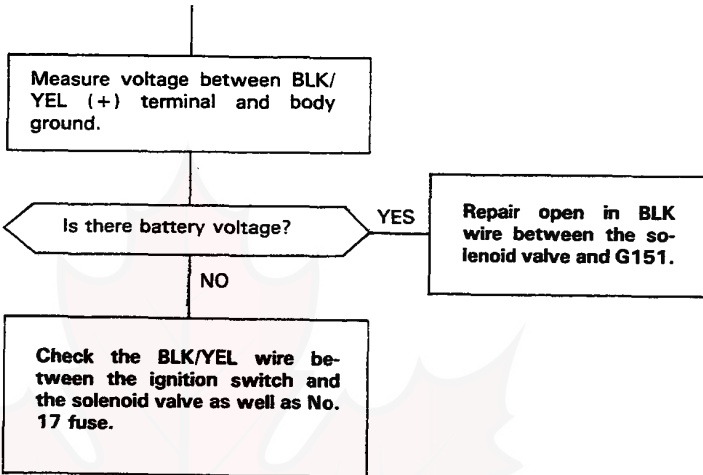 Measure voltage between BLK/
YEL (+) terminal and body
ground.
Is there battery voltage?
YES
Repair open in BLK
wire between the so-
lenoid valve and G151.
NO
Check the BLK/YEL wire be-
tween the ignition switch and
the solenoid valve as well as No.
17 fuse.